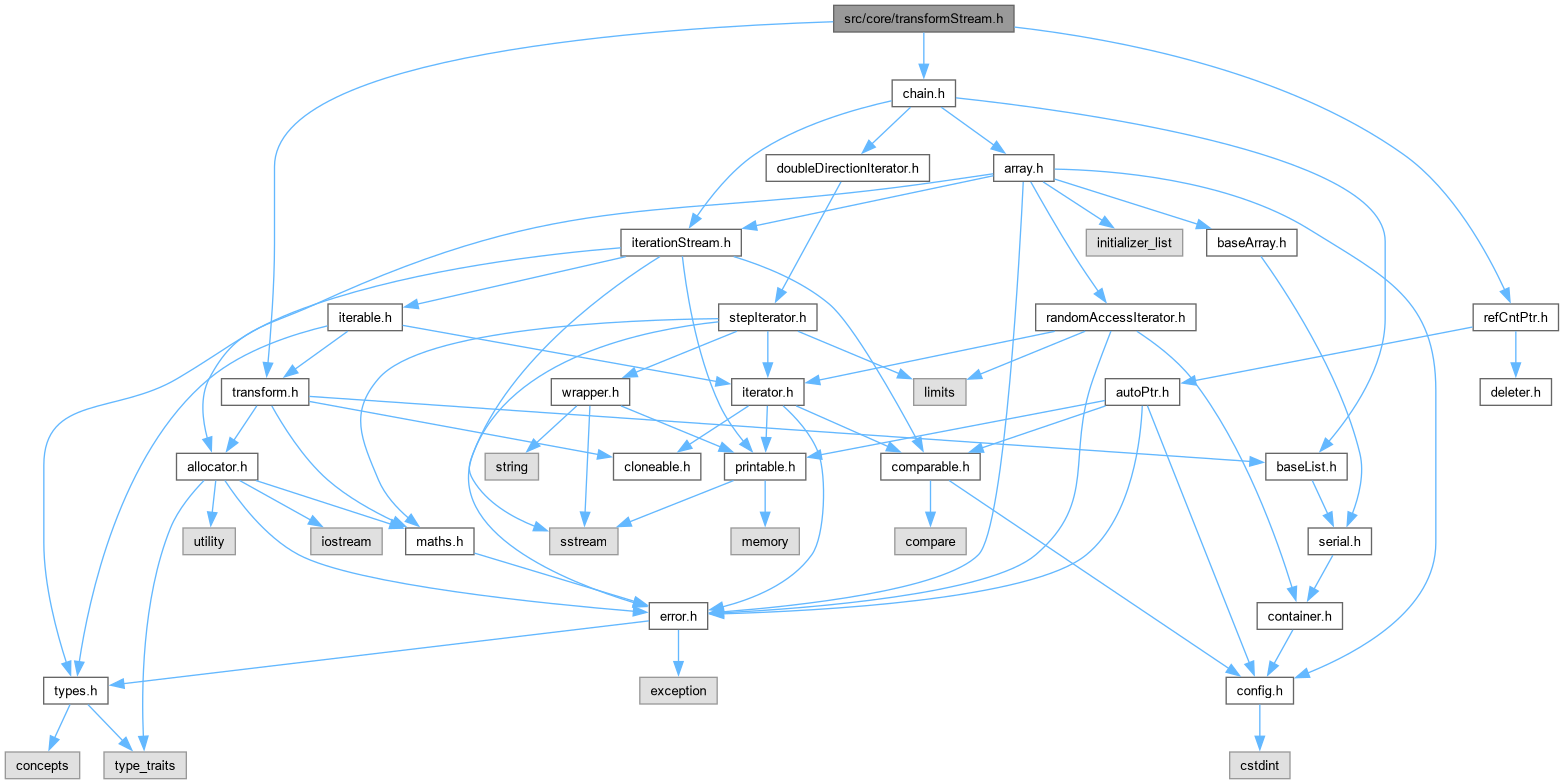 src/core/transformStream.h
chain.h
doubleDirectionIterator.h
array.h
iterationStream.h
initializer_list
baseArray.h
iterable.h
stepIterator.h
randomAccessIterator.h
refCntPtr.h
transform.h
wrapper.h
iterator.h
limits
autoPtr.h
deleter.h
allocator.h
string
cloneable.h
printable.h
comparable.h
baseList.h
utility
iostream
maths.h
sstream
memory
compare
serial.h
error.h
container.h
types.h
exception
config.h
concepts
type_traits
cstdint